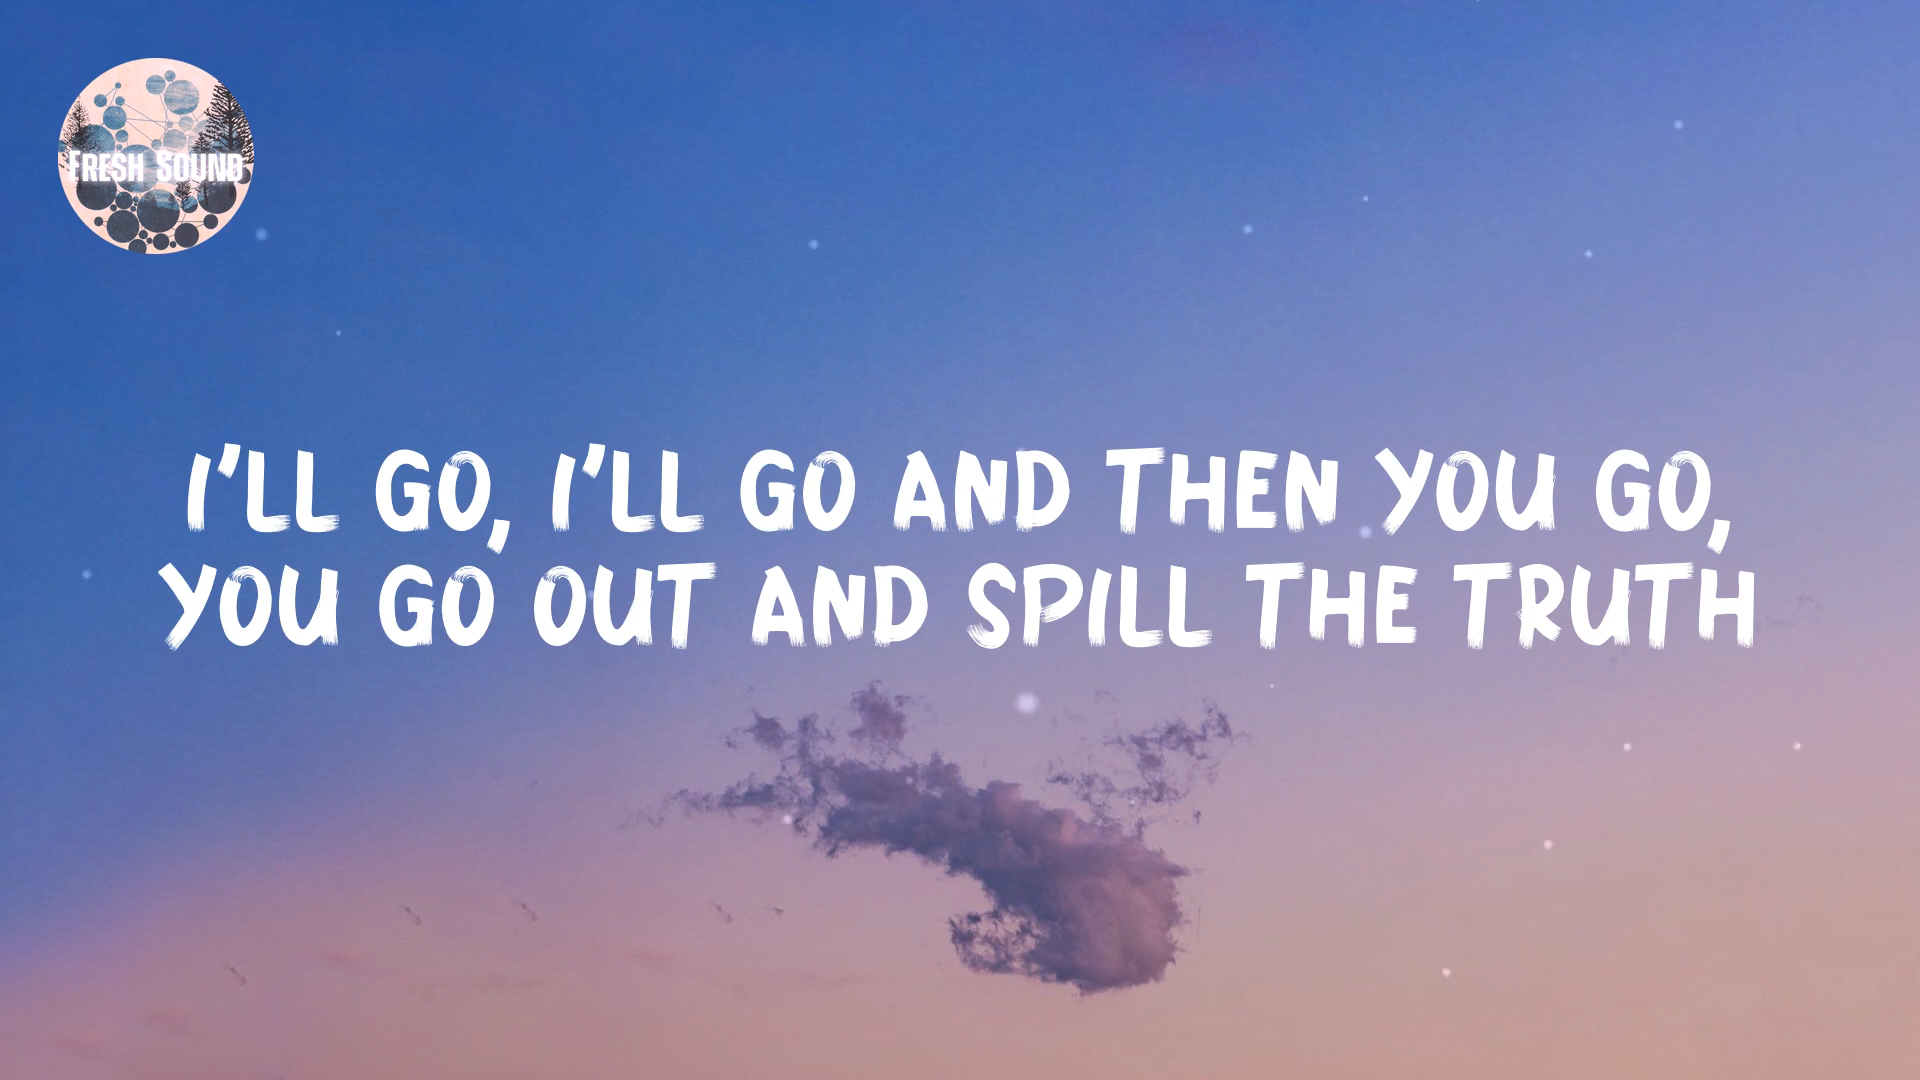 FRESH SOUND
I'LL GO, I'LL GO AND THEN YOU GO,
YOU GO OUT AND SPILL THE TRUTH